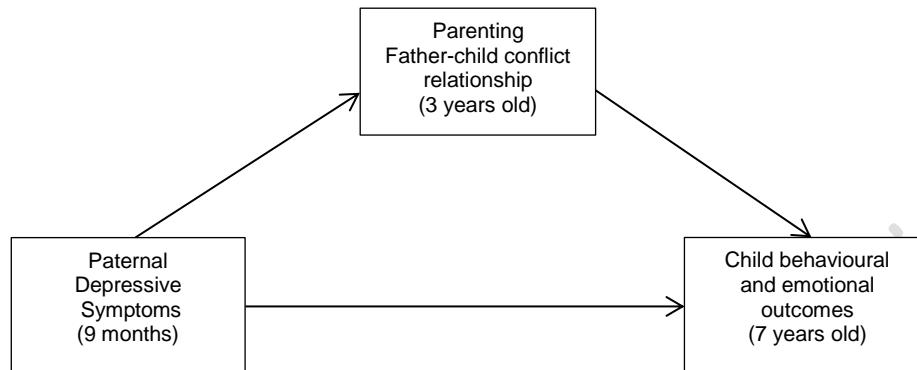 Parenting
Father-child conflict
relationship
(3 years old)
Paternal
Depressive
Symptoms
(9 months)
Child behavioural
and emotional
outcomes
(7 years old)